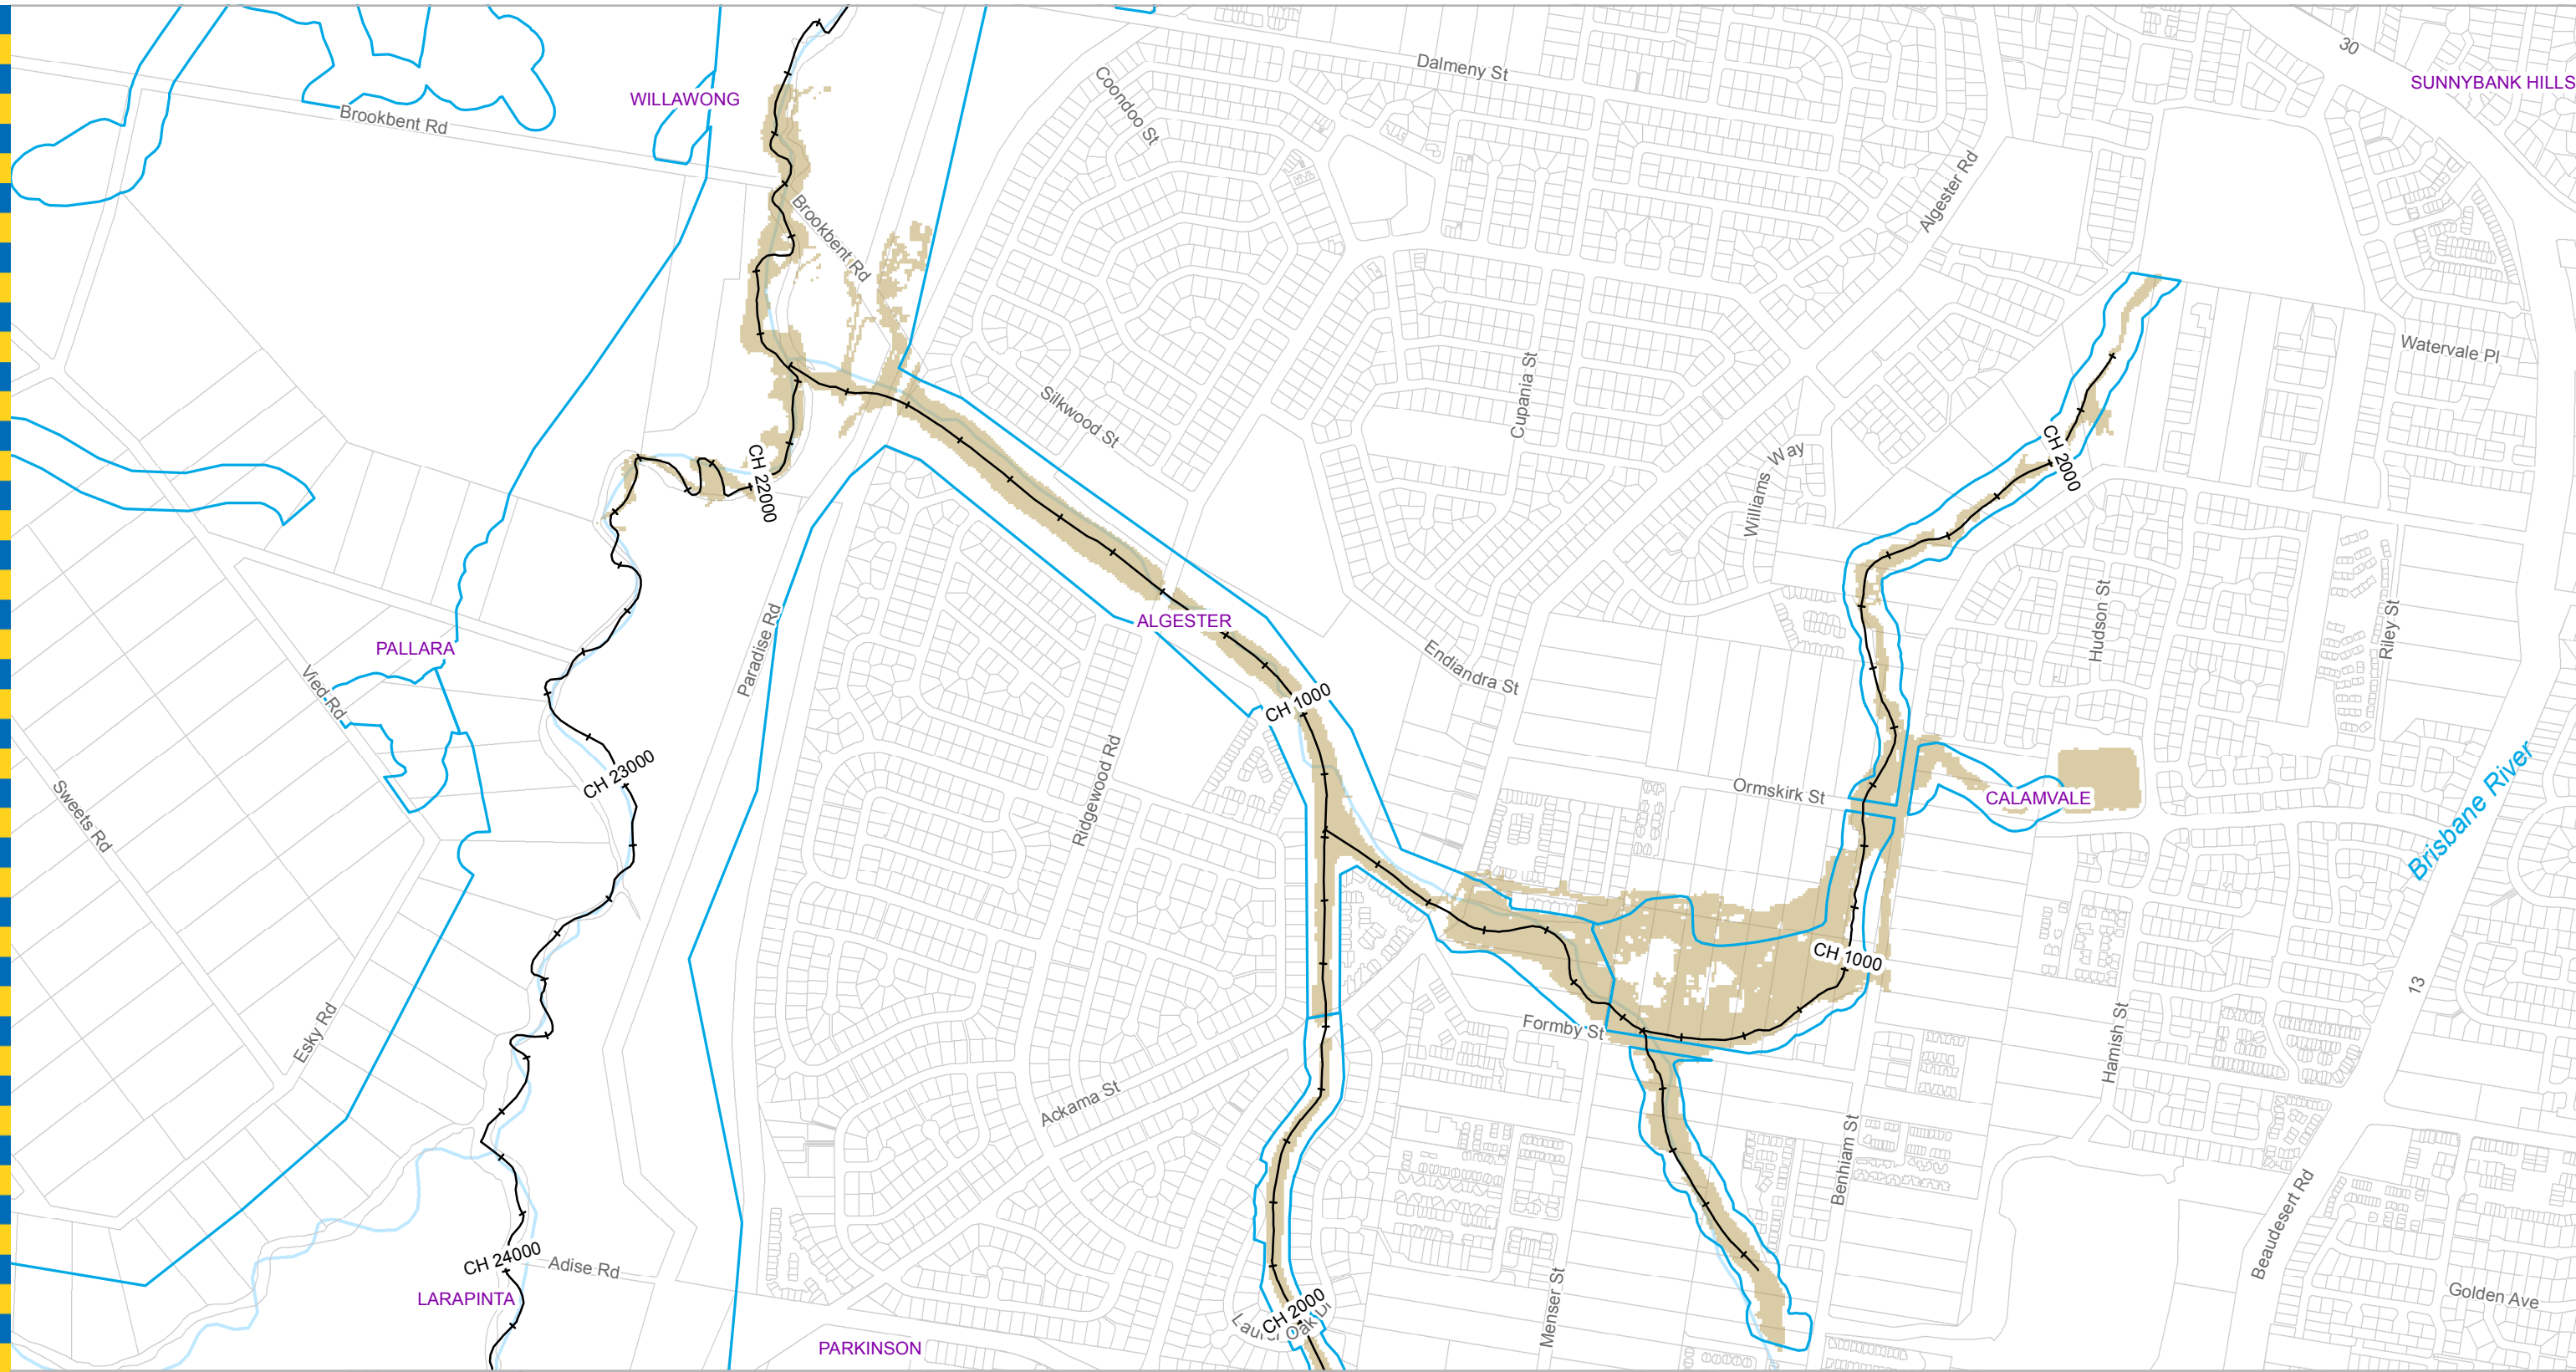 30
SUNNYBANK HILLS
Dalmeny St
WILLAWONG
Coondoo St
Brookbent Rd
Algester Rd
Brookbent Rd
Watervale Pl
Cupania St
Silkwood St
CH 2000
Williams Way
CH 22000
Hudson St
Riley St
ALGESTER
PALLARA
Paradise Rd
Endiandra St
Vied Rd
CH 1000
CH 23000
Ridgewood Rd
Ormskirk St
CALAMVALE
Brisbane River
Sweets Rd
CH 1000
13
Esky Rd
Formby St
Hamish St
Ackama St
Benhiam St
Beaudesert Rd
CH 24000
Adise Rd
Golden Ave
LARAPINTA
CH 2000
Menser St
PARKINSON